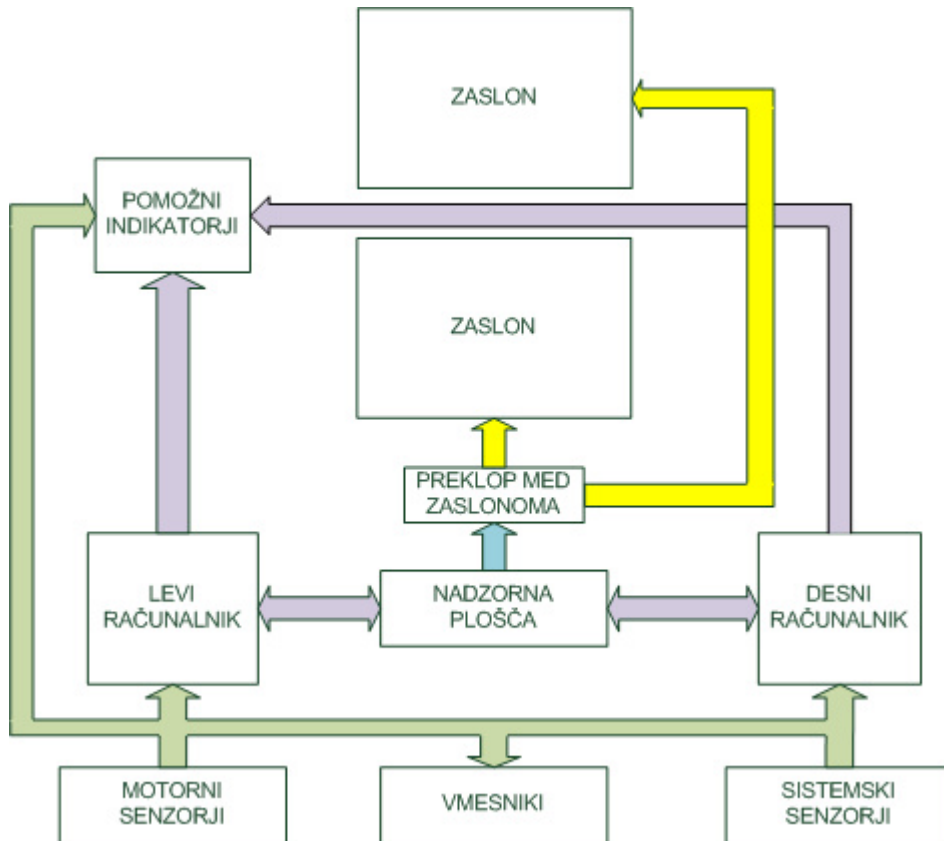 ZASLON
POMOŽNI
INDIKATORJI
ZASLON
PREKLOP MED
ZASLONOMA
LEVI
RAČUNALNIK
NADZORNA
PLOŠČA
DESNI
RAČUNALNIK
MOTORNI
SENZORJI
VMESNIKI
SISTEMSKI
SENZORJI